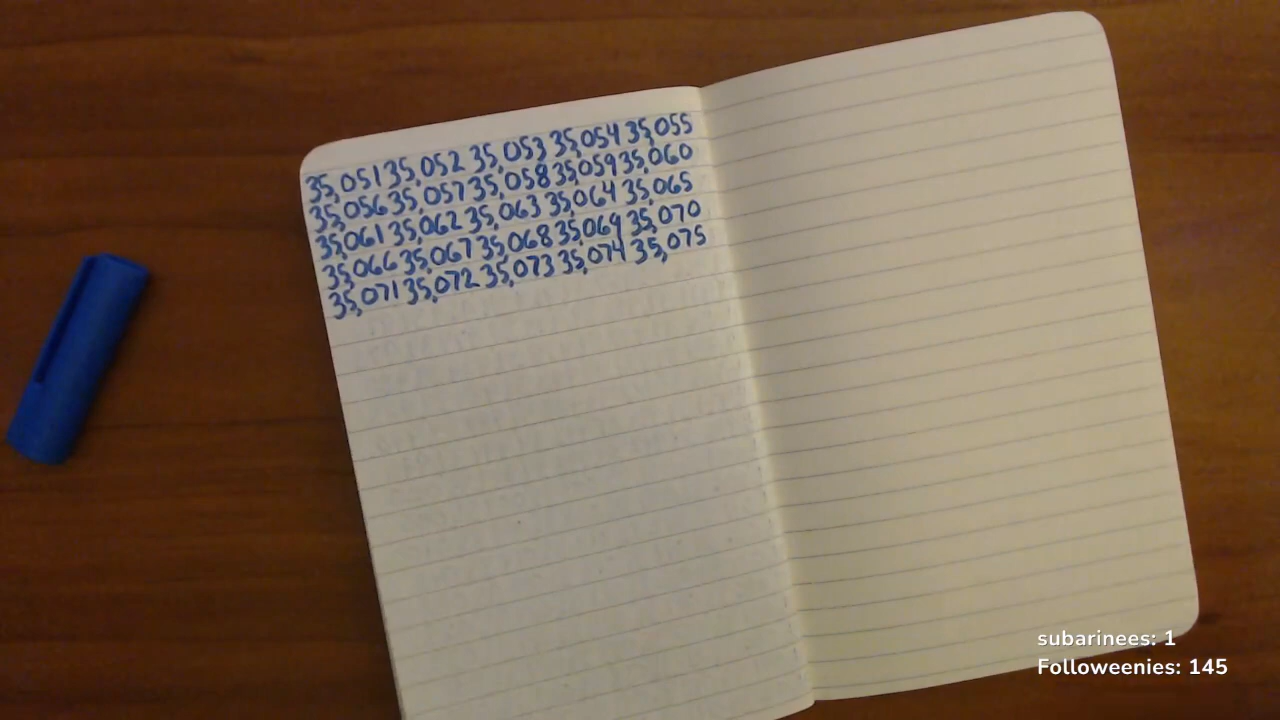 35,051 35,052 35,053 35,054 35,055
35,056 35,057 35,058 35,059 35,060
35,061 35,062 35,063 35,064 35,065
35,066 35,067 35,068 35,069 35,070
35,071 35,072 35,073 35,074 35,075
subarinees: 1
Followeenies: 145